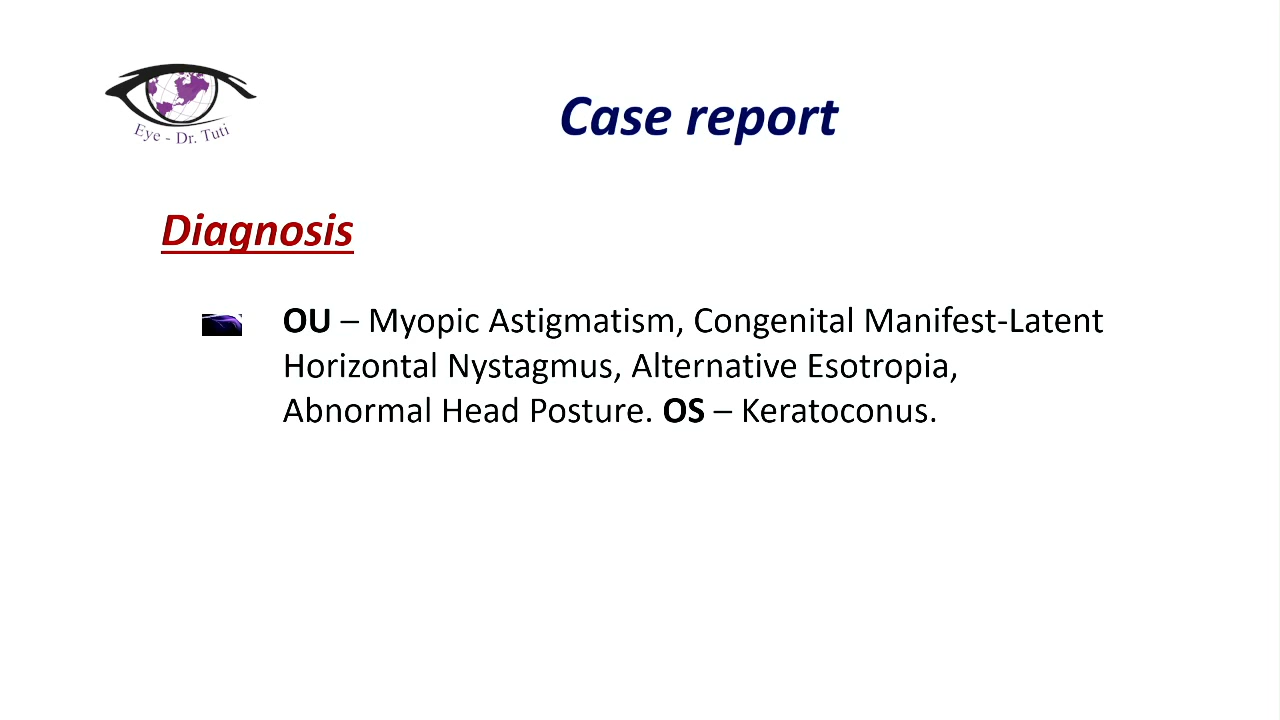 Eye - Dr. Tuti
Case report
Diagnosis
OU – Myopic Astigmatism, Congenital Manifest-Latent
Horizontal Nystagmus, Alternative Esotropia,
Abnormal Head Posture. OS – Keratoconus.